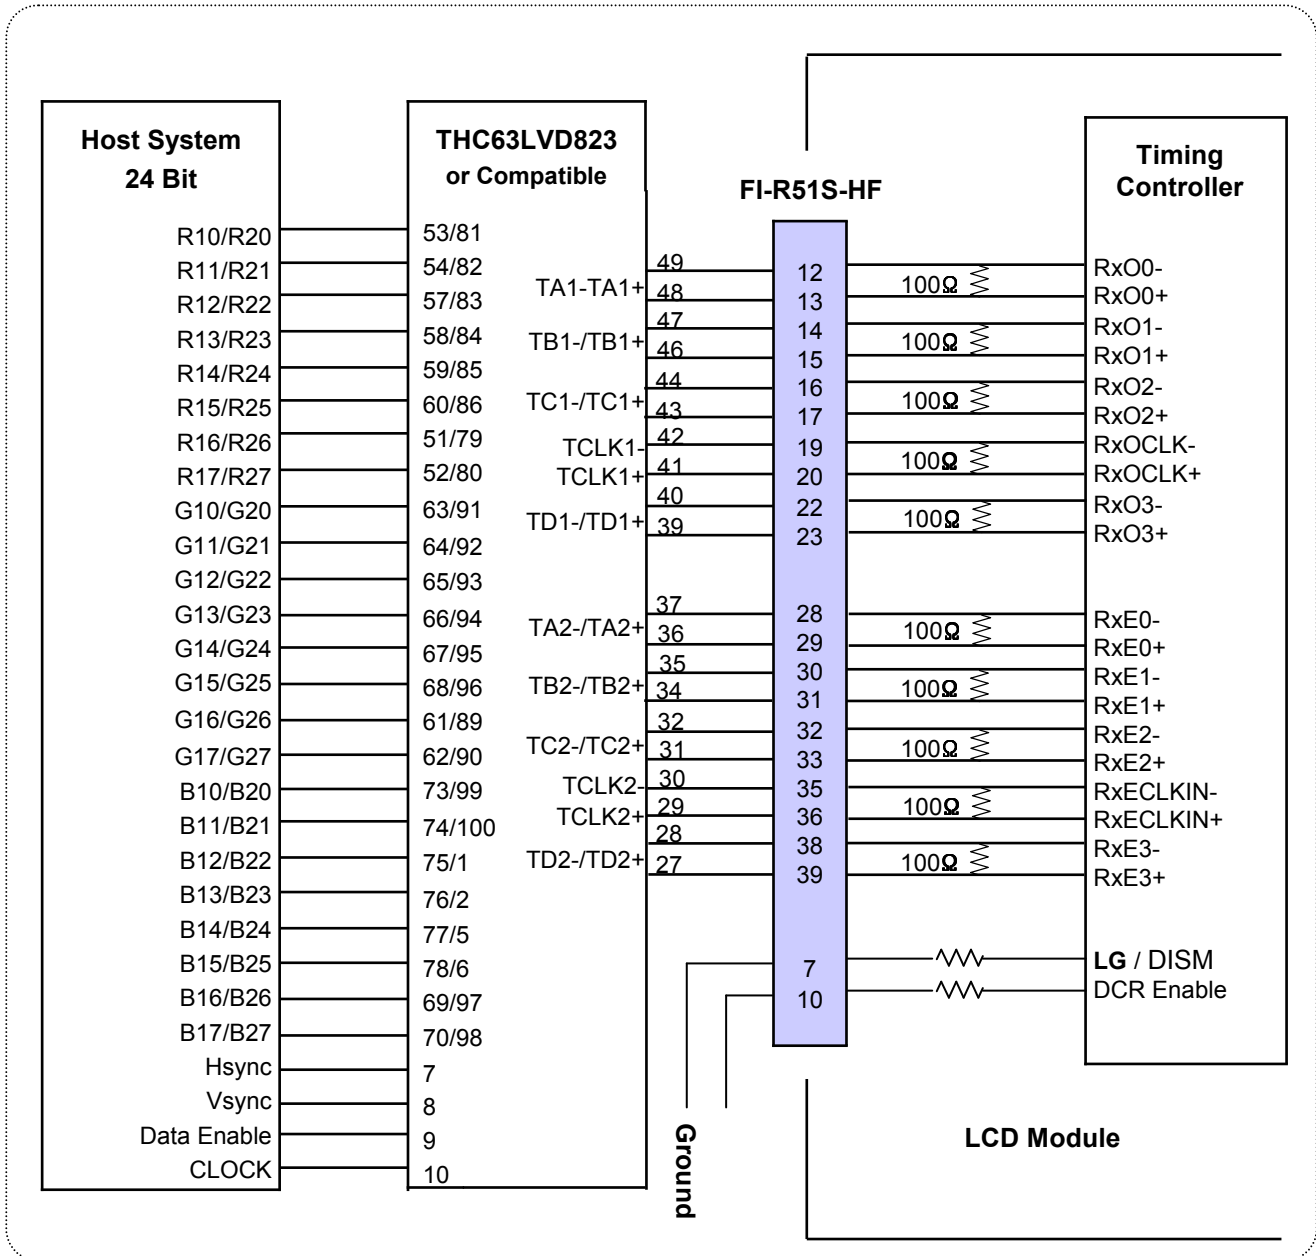 Host System
24 Bit
R10/R20
R11/R21
R12/R22
R13/R23
R14/R24
R15/R25
R16/R26
R17/R27
G10/G20
G11/G21
G12/G22
G13/G23
G14/G24
G15/G25
G16/G26
G17/G27
B10/B20
B11/B21
B12/B22
B13/B23
B14/B24
B15/B25
B16/B26
B17/B27
Hsync
Vsync
Data Enable
CLOCK
THC63LVD823
or Compatible
53/81
54/82
57/83
58/84
59/85
60/86
51/79
52/80
63/91
64/92
65/93
66/94
67/95
68/96
61/89
62/90
73/99
74/100
75/1
76/2
77/5
78/6
69/97
70/98
7
8
9
10
TA1-TA1+
TB1-/TB1+
TC1-/TC1+
TCLK1-
TCLK1+
TD1-/TD1+
TA2-/TA2+
TB2-/TB2+
TC2-/TC2+
TCLK2-
TCLK2+
TD2-/TD2+
49
48
47
46
44
43
42
41
40
39
37
36
35
34
32
31
30
29
28
27
FI-R51S-HF
12
13
14
15
16
17
19
20
22
23
28
29
30
31
32
33
35
36
38
39
7
10
Ground
100Ω
100Ω
100Ω
100Ω
100Ω
100Ω
100Ω
100Ω
100Ω
100Ω
Timing
Controller
RxO0-
RxO0+
RxO1-
RxO1+
RxO2-
RxO2+
RxOCLK-
RxOCLK+
RxO3-
RxO3+
RxE0-
RxE0+
RxE1-
RxE1+
RxE2-
RxE2+
RxECLKIN-
RxECLKIN+
RxE3-
RxE3+
LG / DISM
DCR Enable
LCD Module